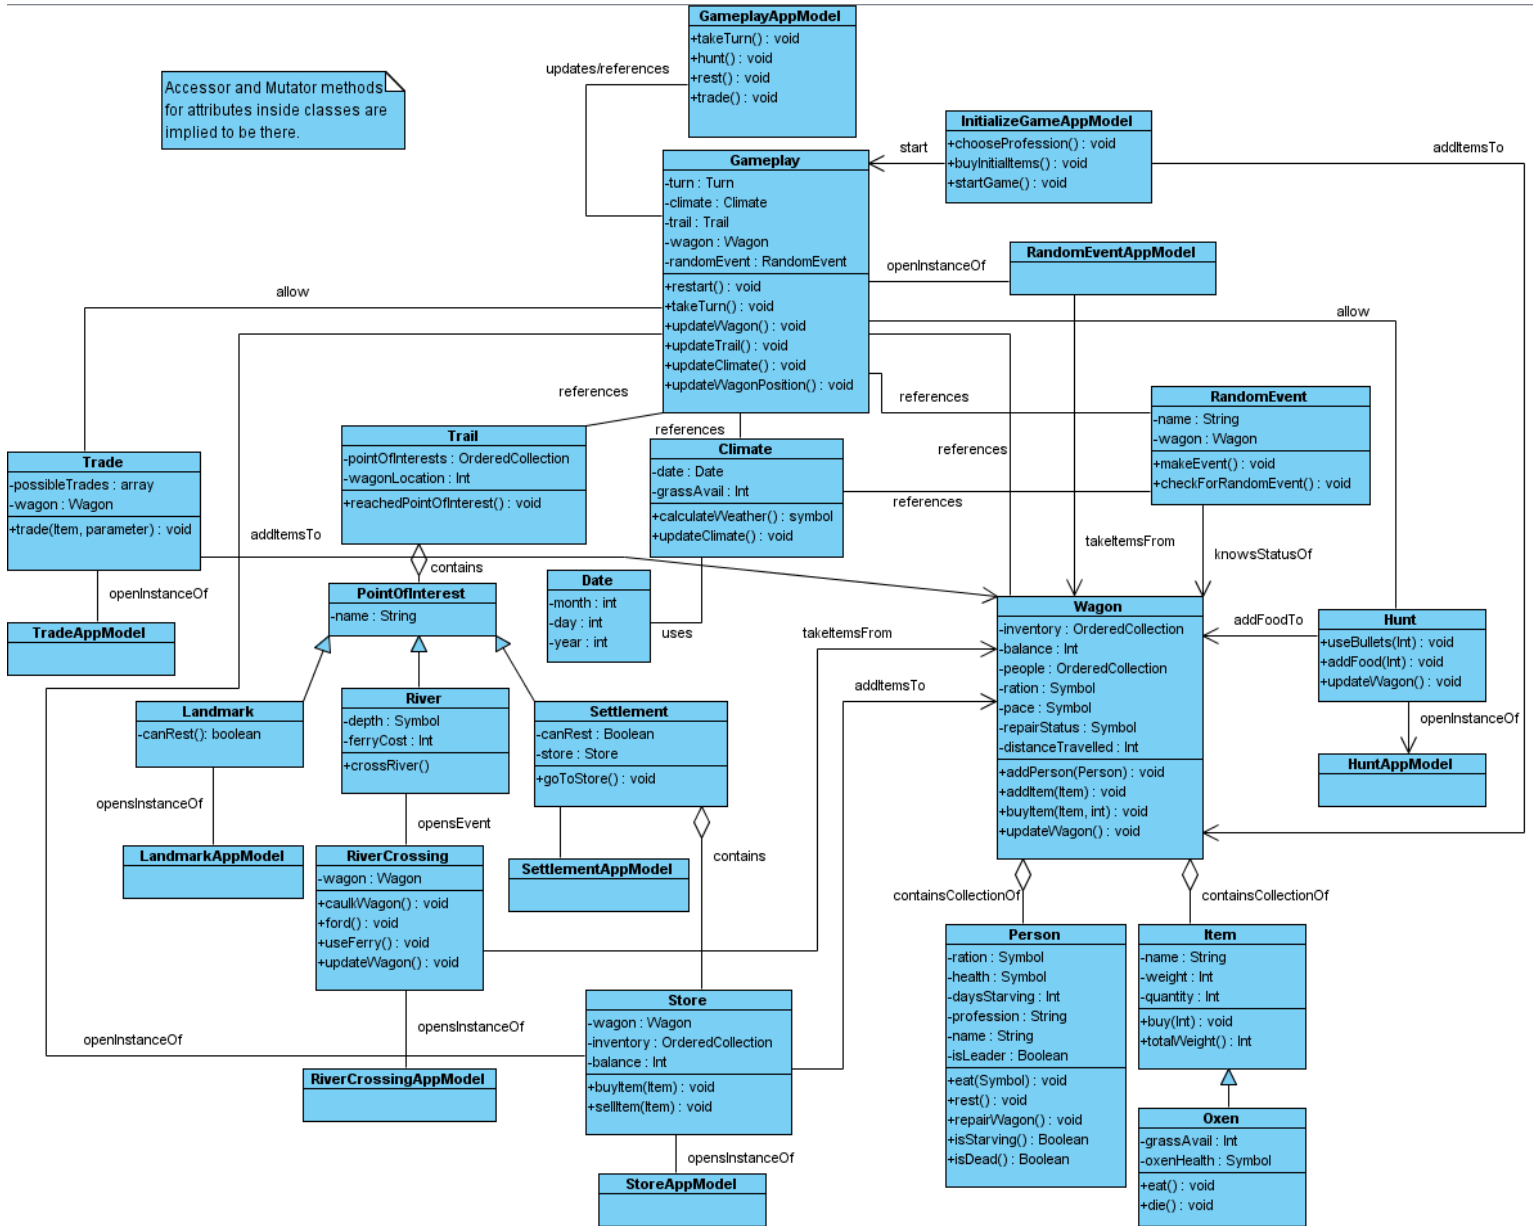 GameplayAppModel
+takeTurn() : void
+hunt() : void
+rest() : void
+trade() : void
updates/references
Accessor and Mutator methods
for attributes inside classes are
implied to be there.
InitializeGameAppModel
+chooseProfession() : void
+buyInitialItems() : void
+startGame() : void
start
addItemsTo
Gameplay
-turn : Turn
-climate : Climate
-trail : Trail
-wagon : Wagon
-randomEvent : RandomEvent
+restart() : void
+takeTurn() : void
+updateWagon() : void
+updateTrail() : void
+updateClimate() : void
+updateWagonPosition() : void
RandomEventAppModel
openInstanceOf
allow
allow
references
references
references
references
references
RandomEvent
-name : String
-wagon : Wagon
+makeEvent() : void
+checkForRandomEvent() : void
Trail
-pointOfInterests : OrderedCollection
-wagonLocation : Int
+reachedPointOfInterest() : void
Climate
-date : Date
-grassAvail : Int
+calculateWeather() : symbol
+updateClimate() : void
Trade
-possibleTrades : array
-wagon : Wagon
+trade(Item, parameter) : void
addItemsTo
contains
takeItemsFrom
knowsStatusOf
openInstanceOf
TradeAppModel
PointOfInterest
-name : String
Date
-month : int
-day : int
-year : int
uses
Wagon
-inventory : OrderedCollection
-balance : Int
-people : OrderedCollection
-ration : Symbol
-pace : Symbol
-repairStatus : Symbol
-distanceTravelled : Int
+addPerson(Person) : void
+addItem(Item) : void
+buyItem(Item, int) : void
+updateWagon() : void
addFoodTo
Hunt
+useBullets(Int) : void
+addFood(Int) : void
+updateWagon() : void
openInstanceOf
HuntAppModel
takeItemsFrom
addItemsTo
Landmark
-canRest(): boolean
River
-depth : Symbol
-ferryCost : Int
+crossRiver()
Settlement
-canRest : Boolean
-store : Store
+goToStore() : void
opensInstanceOf
opensEvent
contains
LandmarkAppModel
RiverCrossing
-wagon : Wagon
+caulkWagon() : void
+ford() : void
+useFerry() : void
+updateWagon() : void
SettlementAppModel
containsCollectionOf
containsCollectionOf
Person
-ration : Symbol
-health : Symbol
-daysStarving : Int
-profession : String
-name : String
-isLeader : Boolean
+eat(Symbol) : void
+rest() : void
+repairWagon() : void
+isStarving() : Boolean
+isDead() : Boolean
Item
-name : String
-weight : Int
-quantity : Int
+buy(Int) : void
+totalWeight() : Int
Store
-wagon : Wagon
-inventory : OrderedCollection
-balance : Int
+buyItem(Item) : void
+sellItem(Item) : void
openInstanceOf
opensInstanceOf
RiverCrossingAppModel
Oxen
-grassAvail : Int
-oxenHealth : Symbol
+eat() : void
+die() : void
opensInstanceOf
StoreAppModel